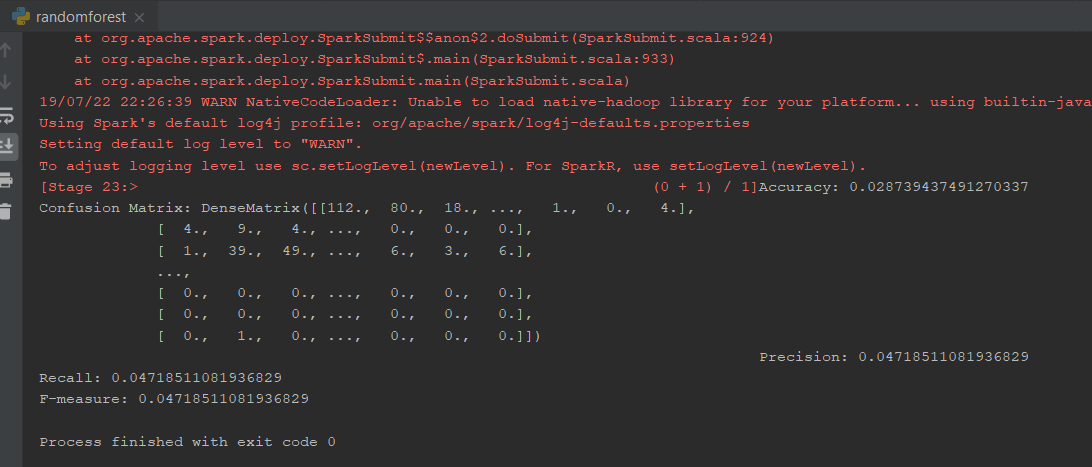 randomforest
at org.apache.spark.deploy.SparkSubmit$$anon$2.doSubmit(SparkSubmit.scala:924)
at org.apache.spark.deploy.SparkSubmit$.main(SparkSubmit.scala:933)
at org.apache.spark.deploy.SparkSubmit.main(SparkSubmit.scala)
19/07/22 22:26:39 WARN NativeCodeLoader: Unable to load native-hadoop library for your platform... using builtin-java
Using Spark's default log4j profile: org/apache/spark/log4j-defaults.properties
Setting default log level to "WARN".
To adjust logging level use sc.setLogLevel(newLevel). For SparkR, use setLogLevel(newLevel).
[Stage 23:> (0 + 1) / 1]Accuracy: 0.028739437491270337
Confusion Matrix: DenseMatrix([[112., 80., 18., ..., 1., 0., 4.],
[ 4., 9., 4., ..., 0., 0., 0.],
[ 1., 39., 49., ..., 6., 3., 6.],
...,
[ 0., 0., 0., ..., 0., 0., 0.],
[ 0., 0., 0., ..., 0., 0., 0.],
[ 0., 1., 0., ..., 0., 0., 0.]])
Precision: 0.04718511081936829
Recall: 0.04718511081936829
F-measure: 0.04718511081936829
Process finished with exit code 0